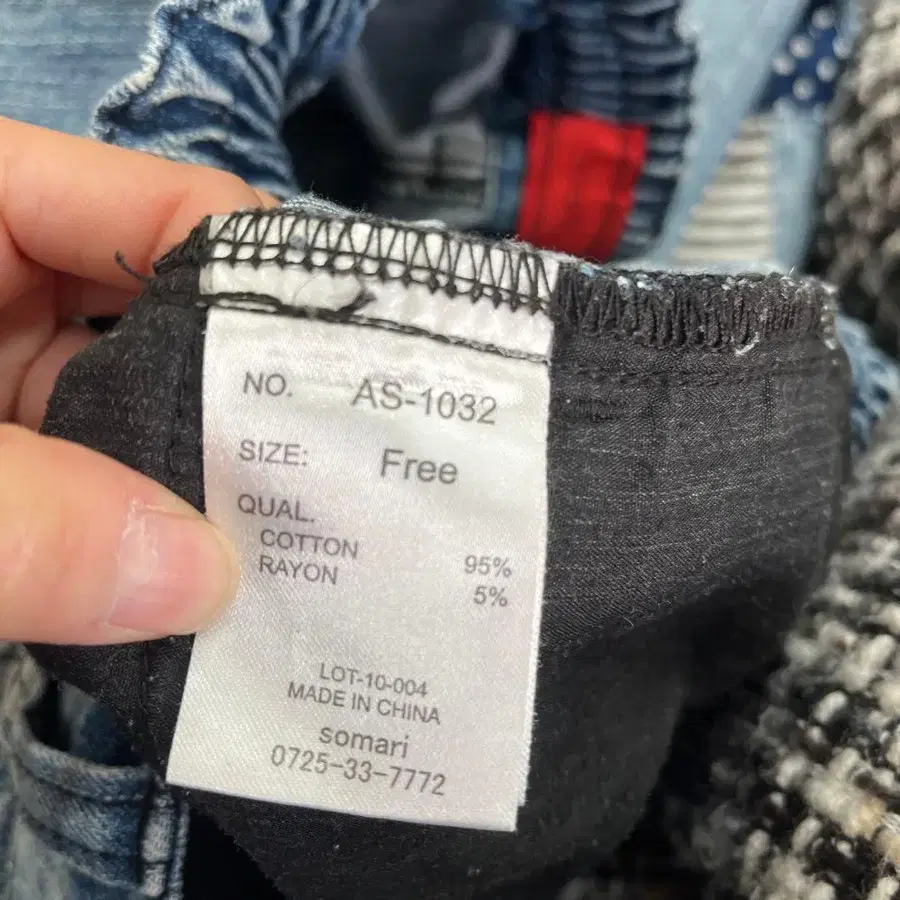 NO. AS-1032
SIZE: Free
QUAL.
COTTON 95%
RAYON 5%
LOT-10-004
MADE IN CHINA
somari
0725-33-7772